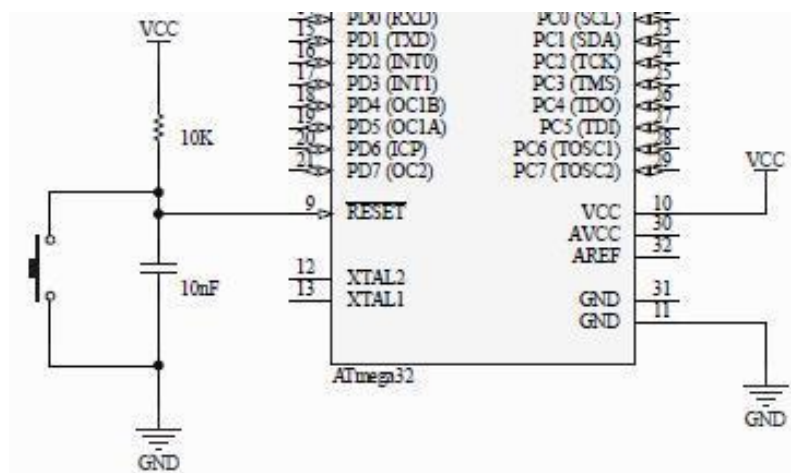 VCC
10K
10nF
GND
15
16
17
18
19
20
21
9
12
13
PD0 (RXD)
PD1 (TXD)
PD2 (INT0)
PD3 (INT1)
PD4 (OC1B)
PD5 (OC1A)
PD6 (ICP)
PD7 (OC2)
RESET
XTAL2
XTAL1
PC0 (SCL)
PC1 (SDA)
PC2 (TCK)
PC3 (TMS)
PC4 (TDO)
PC5 (TDI)
PC6 (TOSC1)
PC7 (TOSC2)
VCC
AVCC
AREF
GND
GND
23
24
25
26
27
28
29
10
30
32
31
11
ATmega32
VCC
GND